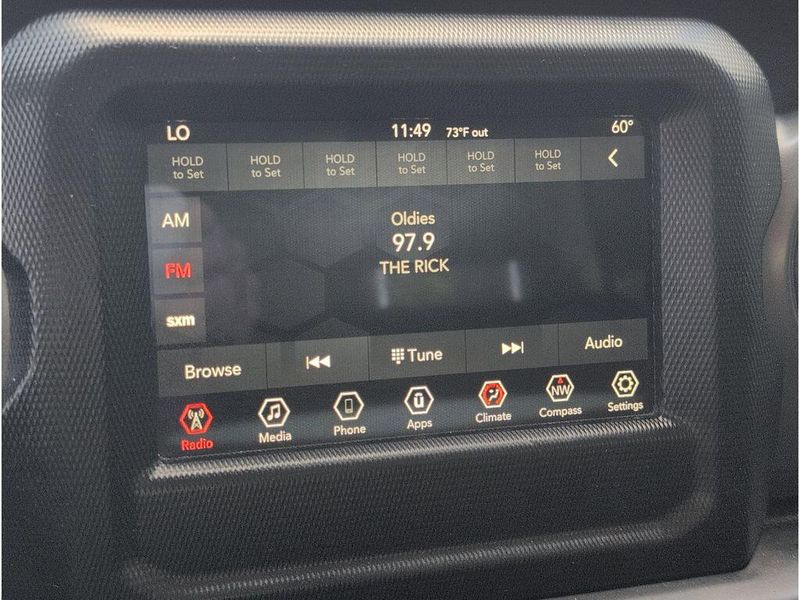 LO 11:49 73°F out 60°
HOLD to Set
HOLD to Set
HOLD to Set
HOLD to Set
HOLD to Set
HOLD to Set
AM
FM
sxm
Oldies
97.9
THE RICK
Browse Tune Audio
Radio Media Phone Apps Climate NW Compass Settings